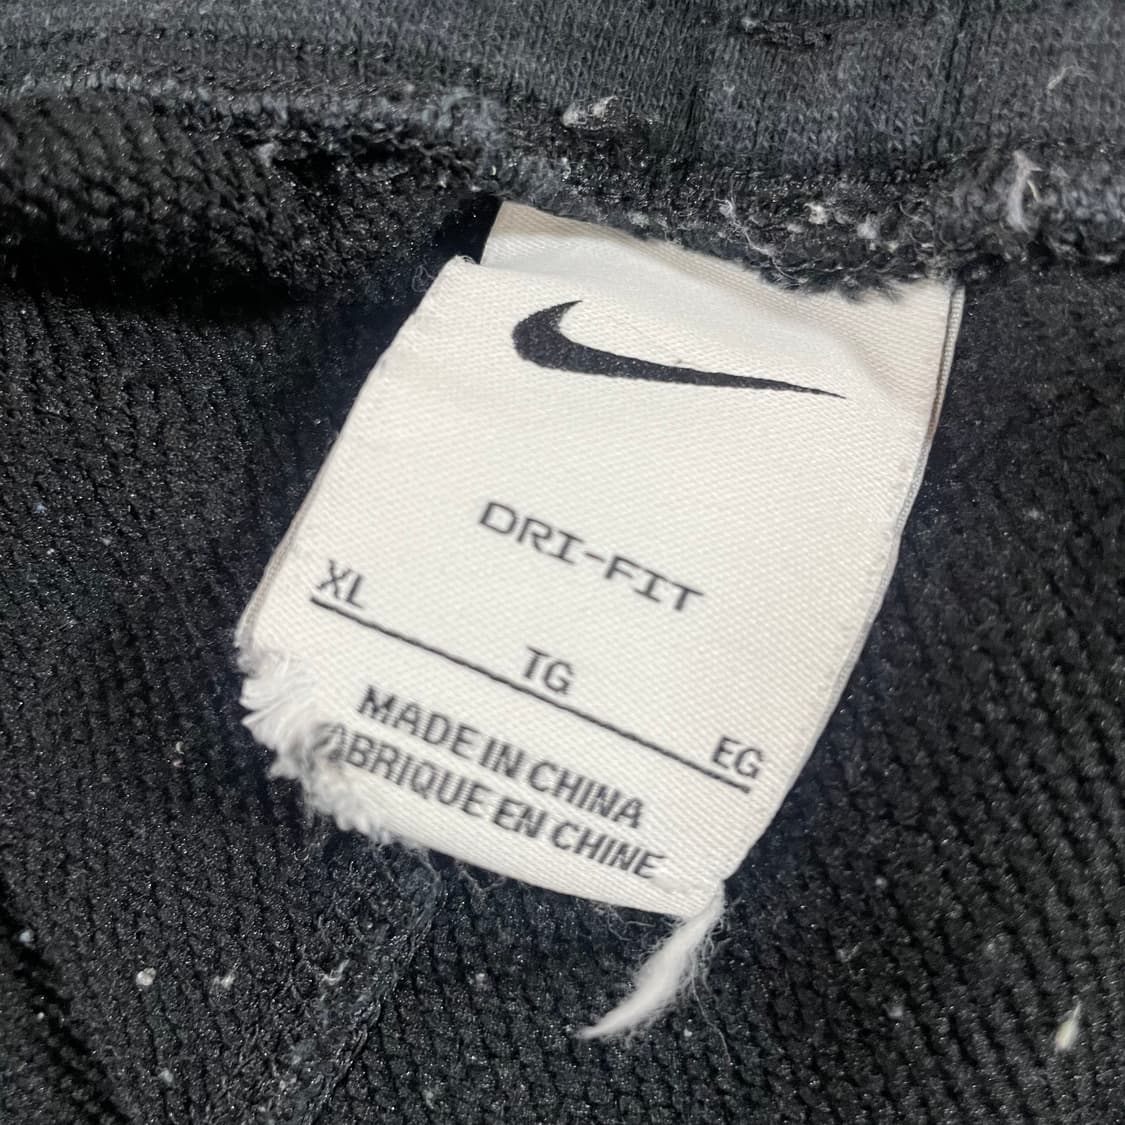 DRI-FIT
XL TG EG
MADE IN CHINA
ABRIQUE EN CHINE